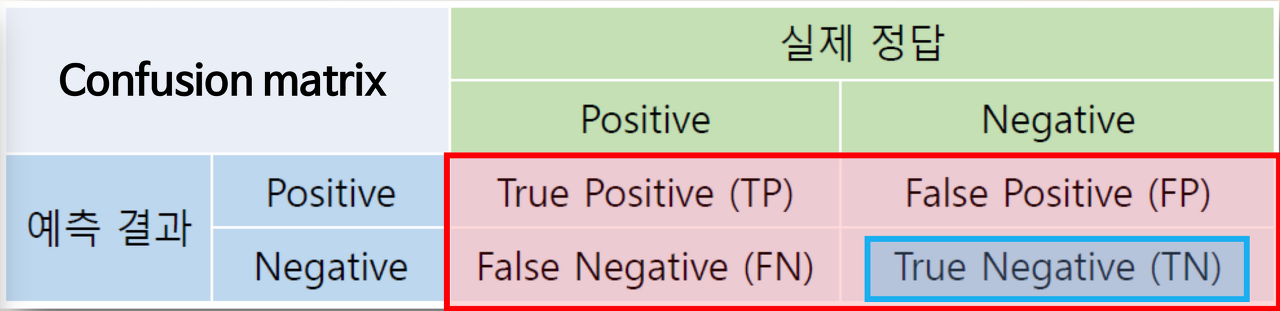 Confusion matrix
실제 정답
Positive
Negative
예측 결과
Positive
True Positive (TP)
False Positive (FP)
Negative
False Negative (FN)
True Negative (TN)